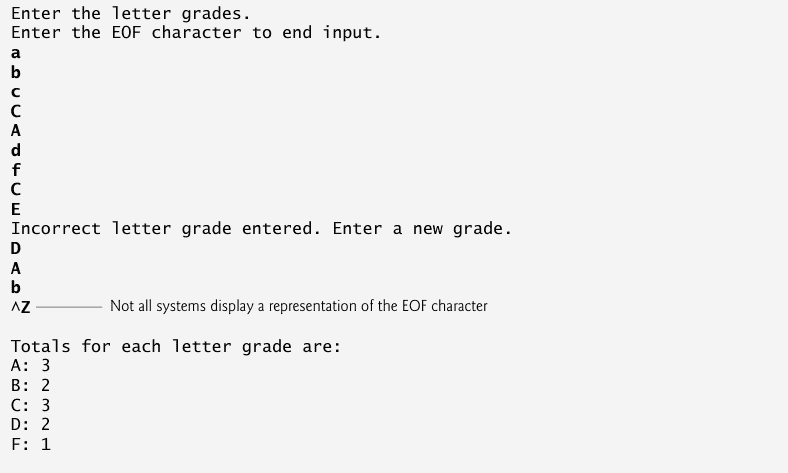 Enter the letter grades.
Enter the EOF character to end input.
a
b
c
C
A
d
f
C
E
Incorrect letter grade entered. Enter a new grade.
D
A
b
^Z Not all systems display a representation of the EOF character
Totals for each letter grade are:
A: 3
B: 2
C: 3
D: 2
F: 1